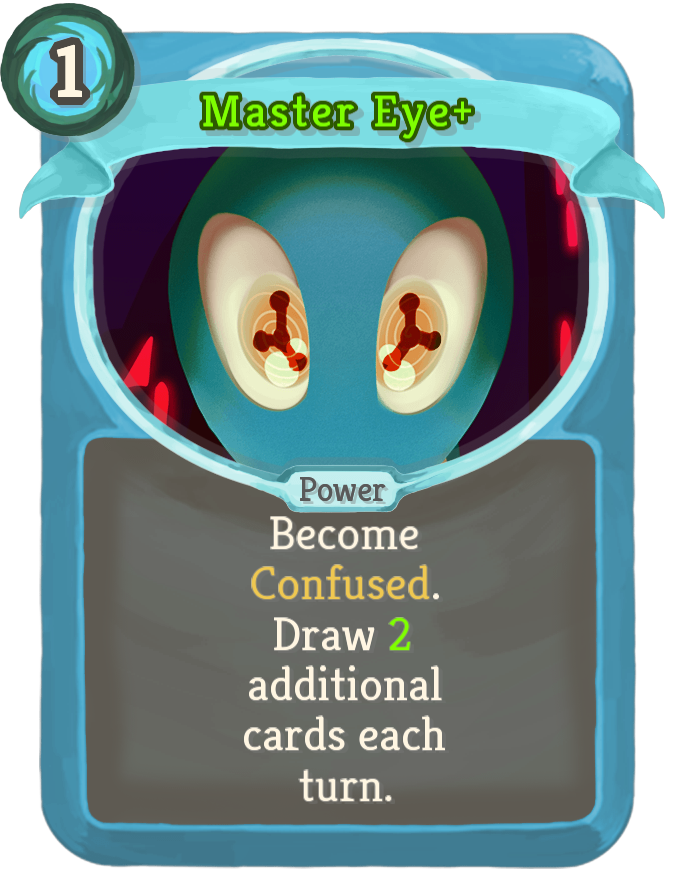 1
Master Eye+
Power
Become
Confused.
Draw 2
additional
cards each
turn.